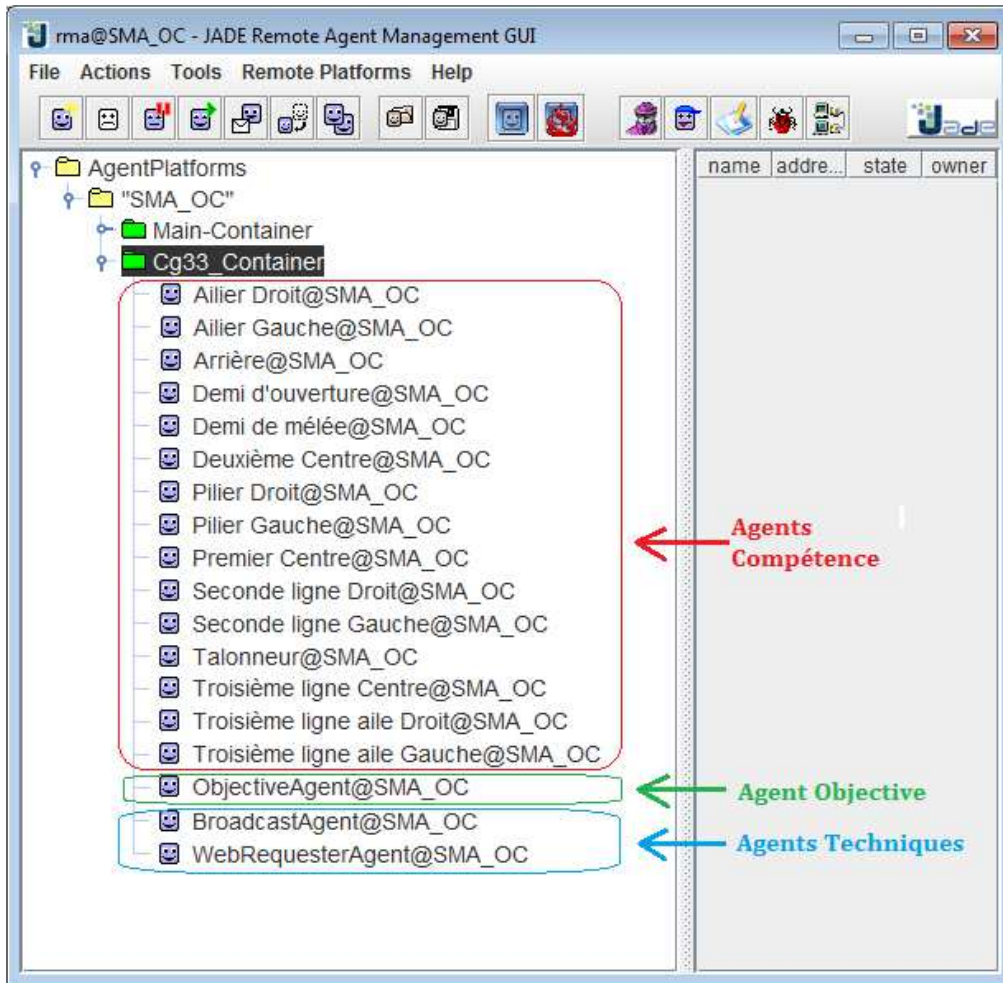 rma@SMA_OC - JADE Remote Agent Management GUI
File Actions Tools Remote Platforms Help
Jade
name addre... state owner
AgentPlatforms
"SMA_OC"
Main-Container
Cg33_Container
Ailier Droit@SMA_OC
Ailier Gauche@SMA_OC
Arrière@SMA_OC
Demi d'ouverture@SMA_OC
Demi de mélée@SMA_OC
Deuxième Centre@SMA_OC
Pilier Droit@SMA_OC
Pilier Gauche@SMA_OC
Premier Centre@SMA_OC
Seconde ligne Droit@SMA_OC
Seconde ligne Gauche@SMA_OC
Talonneur@SMA_OC
Troisième ligne Centre@SMA_OC
Troisième ligne aile Droit@SMA_OC
Troisième ligne aile Gauche@SMA_OC
ObjectiveAgent@SMA_OC
BroadcastAgent@SMA_OC
WebRequesterAgent@SMA_OC
Agents
Compétence
Agent Objective
Agents Techniques